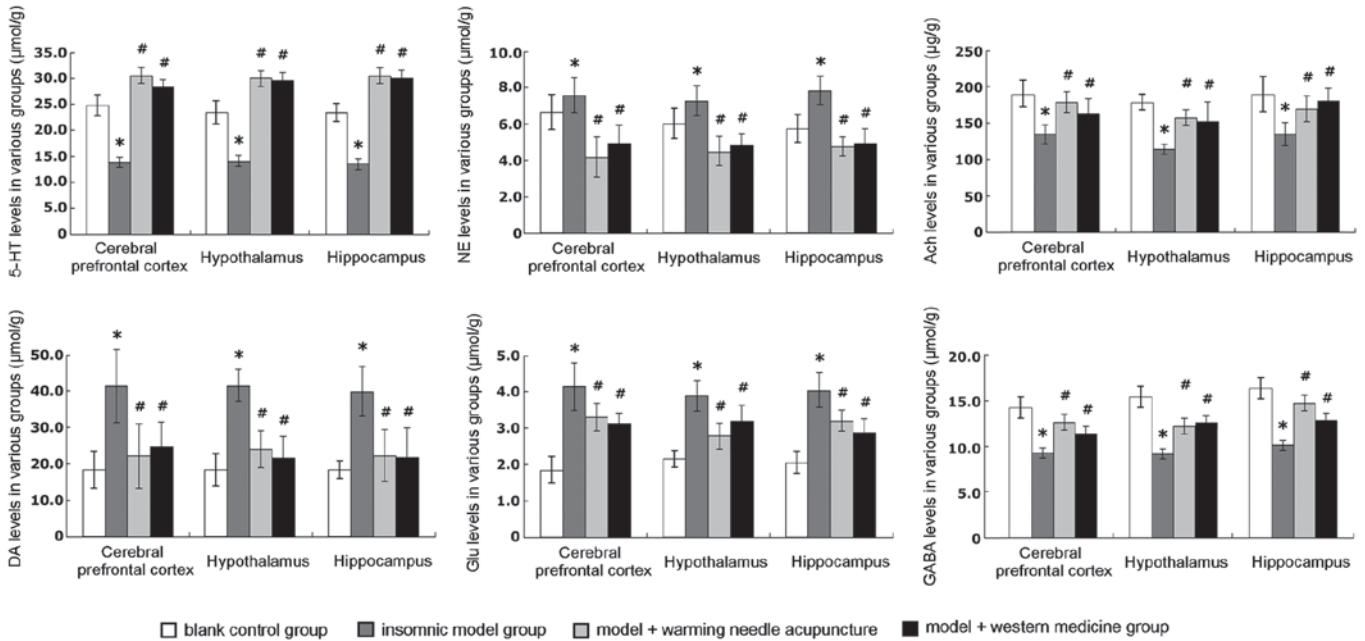 5-HT levels in various groups (μmol/g)
35.0
30.0
25.0
20.0
15.0
10.0
5.0
0
* # #
* # #
* # #
Cerebral
prefrontal cortex
Hypothalamus
Hippocampus
NE levels in various groups (μmol/g)
10.0
8.0
6.0
4.0
2.0
0
* # #
* # #
* # #
Cerebral
prefrontal cortex
Hypothalamus
Hippocampus
Ach levels in various groups (μg/g)
250
200
150
100
50
0
* # #
* # #
* # #
Cerebral
prefrontal cortex
Hypothalamus
Hippocampus
DA levels in various groups (μmol/g)
50.0
40.0
30.0
20.0
10.0
0
* # #
* # #
* # #
Cerebral
prefrontal cortex
Hypothalamus
Hippocampus
Glu levels in various groups (μmol/g)
5.0
4.0
3.0
2.0
1.0
0
* # #
* # #
* # #
Cerebral
prefrontal cortex
Hypothalamus
Hippocampus
GABA levels in various groups (μmol/g)
20.0
15.0
10.0
5.0
0
* # #
* # #
* # #
Cerebral
prefrontal cortex
Hypothalamus
Hippocampus
blank control group insomnic model group model + warming needle acupuncture model + western medicine group